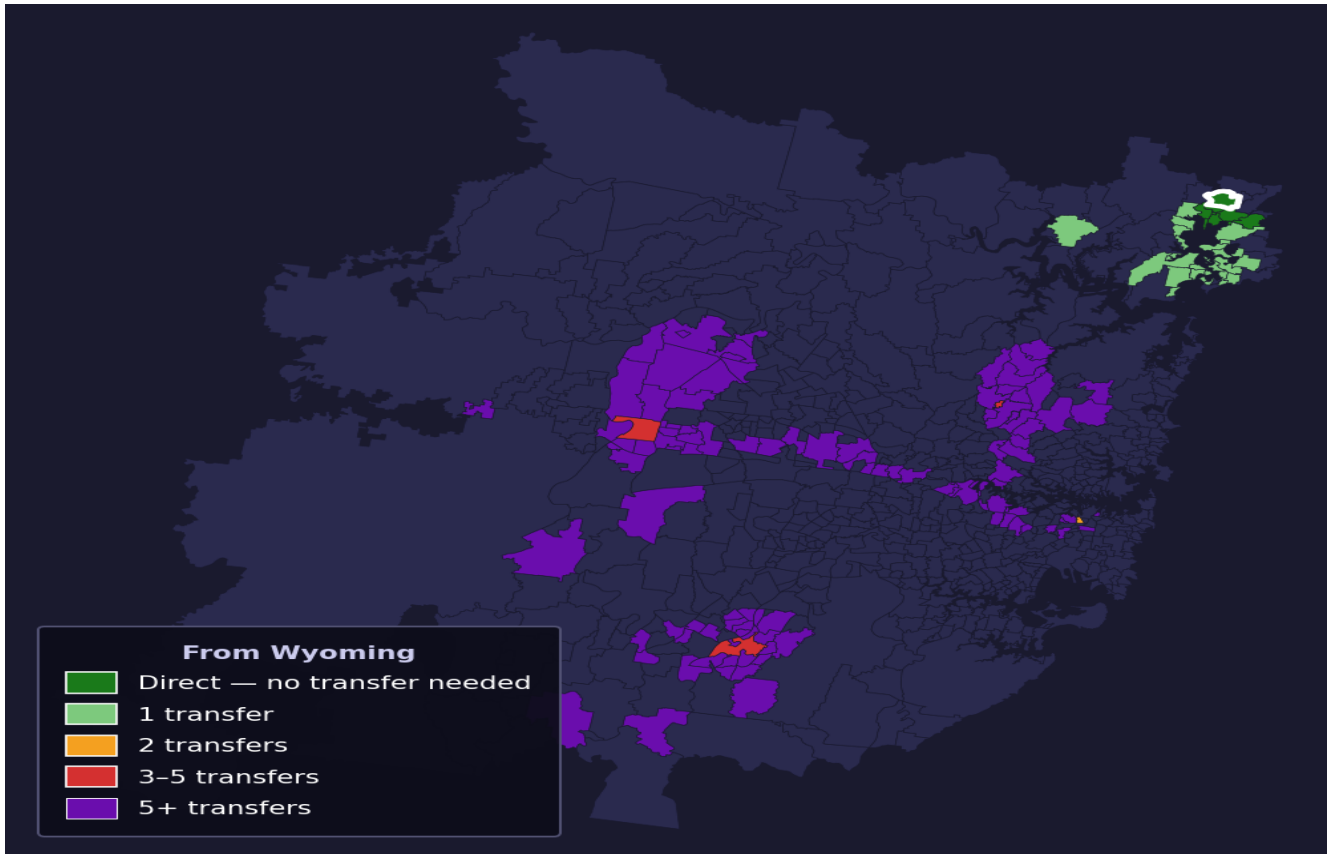 From Wyoming
Direct — no transfer needed
1 transfer
2 transfers
3–5 transfers
5+ transfers